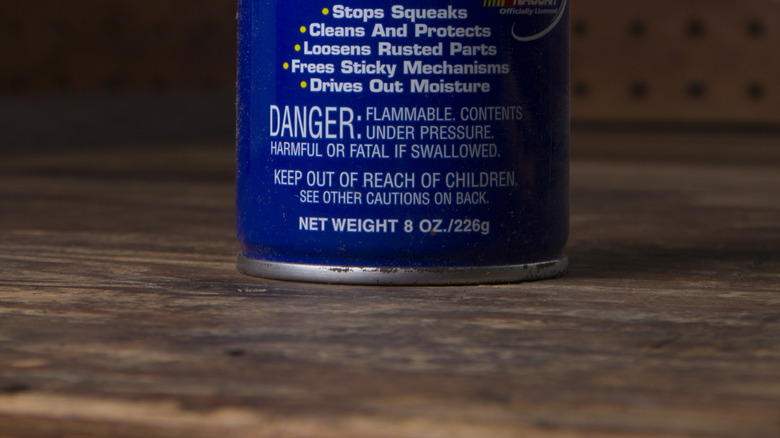 Officially Licensed
• Stops Squeaks
• Cleans And Protects
• Loosens Rusted Parts
• Frees Sticky Mechanisms
• Drives Out Moisture
DANGER: FLAMMABLE. CONTENTS
UNDER PRESSURE.
HARMFUL OR FATAL IF SWALLOWED.
KEEP OUT OF REACH OF CHILDREN.
SEE OTHER CAUTIONS ON BACK.
NET WEIGHT 8 OZ./226g